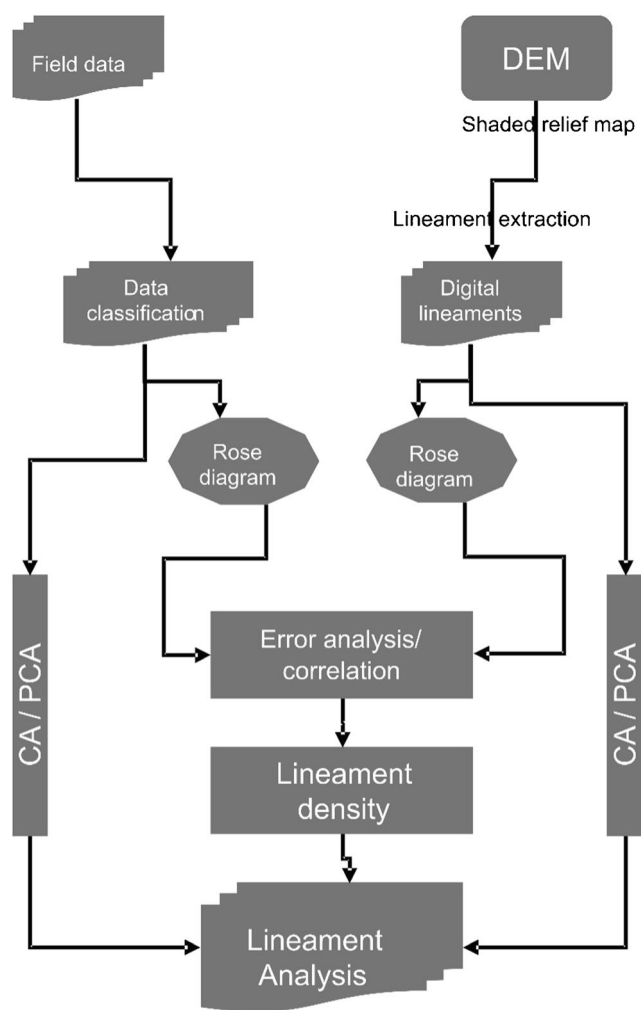 Field data
DEM
Shaded relief map
Lineament extraction
Data
classification
Digital
lineaments
Rose
diagram
Rose
diagram
CA / PCA
Error analysis/
correlation
CA / PCA
Lineament
density
Lineament
Analysis